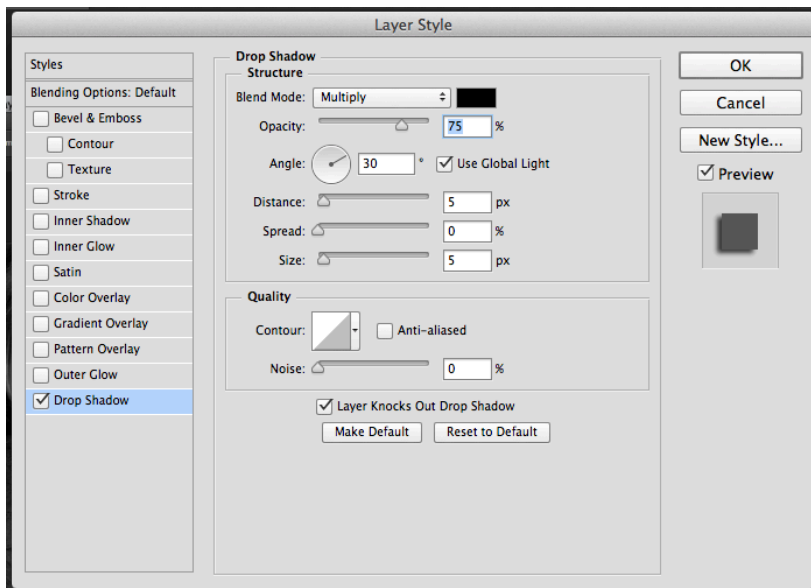 Layer Style
Styles
Blending Options: Default
Bevel & Emboss
Contour
Texture
Stroke
Inner Shadow
Inner Glow
Satin
Color Overlay
Gradient Overlay
Pattern Overlay
Outer Glow
Drop Shadow
Drop Shadow
Structure
Blend Mode: Multiply
Opacity: 75 %
Angle: 30 ° Use Global Light
Distance: 5 px
Spread: 0 %
Size: 5 px
Quality
Contour: Anti-aliased
Noise: 0 %
Layer Knocks Out Drop Shadow
Make Default Reset to Default
OK
Cancel
New Style...
Preview